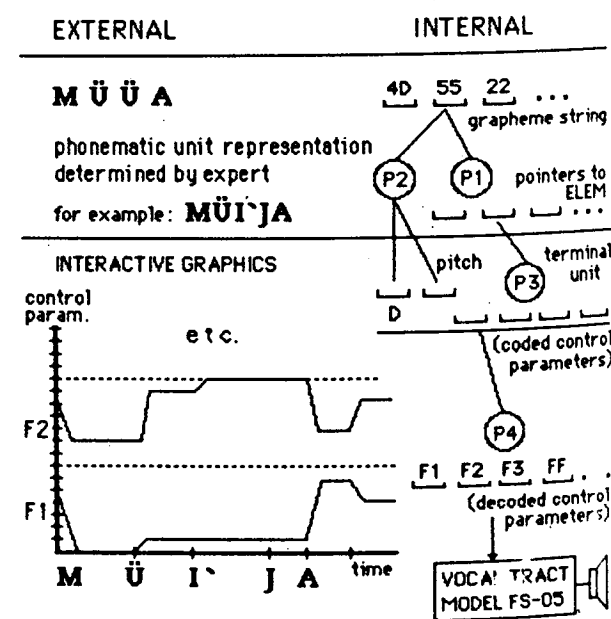 EXTERNAL
INTERNAL
M Ü Ü A
4D 55 22 ...
grapheme string
phonematic unit representation
determined by expert
for example: MÜI`JA
P2
P1
pointers to
ELEM
...
INTERACTIVE GRAPHICS
pitch
terminal
unit
P3
D
(coded control
parameters)
control
param.
etc.
F2
F1
M Ü I` J A time
P4
F1 F2 F3 FF . .
(decoded control
parameters)
VOCAL TRACT
MODEL FS-05